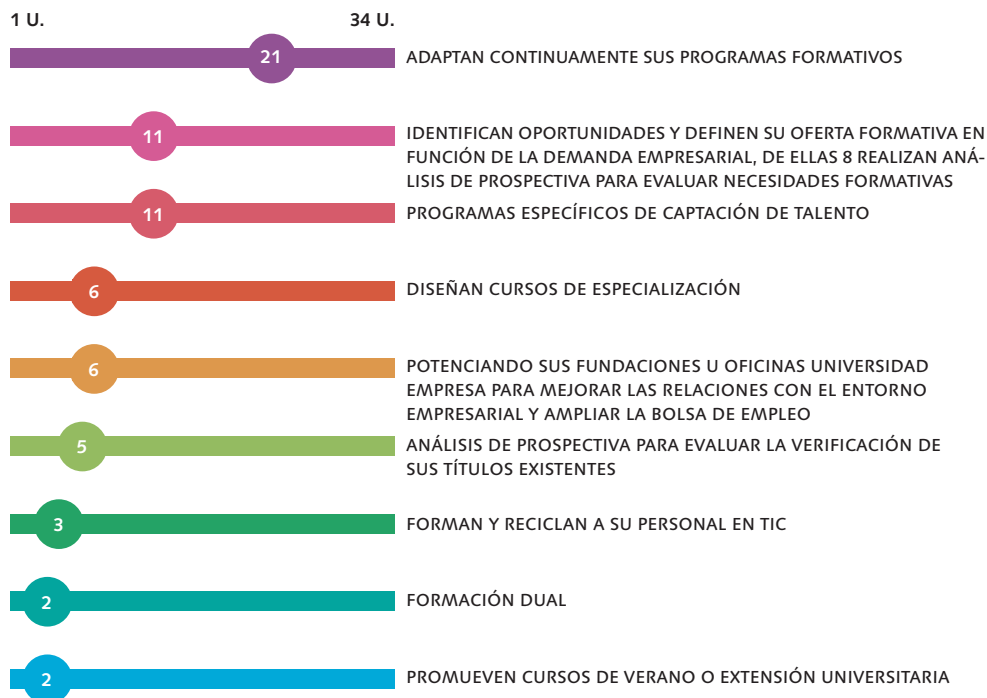 1 U.
34 U.
21
ADAPTAN CONTINUAMENTE SUS PROGRAMAS FORMATIVOS
11
IDENTIFICAN OPORTUNIDADES Y DEFINEN SU OFERTA FORMATIVA EN
FUNCIÓN DE LA DEMANDA EMPRESARIAL, DE ELLAS 8 REALIZAN ANÁ-
LISIS DE PROSPECTIVA PARA EVALUAR NECESIDADES FORMATIVAS
11
PROGRAMAS ESPECÍFICOS DE CAPTACIÓN DE TALENTO
6
DISEÑAN CURSOS DE ESPECIALIZACIÓN
6
POTENCIANDO SUS FUNDACIONES U OFICINAS UNIVERSIDAD
EMPRESA PARA MEJORAR LAS RELACIONES CON EL ENTORNO
EMPRESARIAL Y AMPLIAR LA BOLSA DE EMPLEO
5
ANÁLISIS DE PROSPECTIVA PARA EVALUAR LA VERIFICACIÓN DE
SUS TÍTULOS EXISTENTES
3
FORMAN Y RECICLAN A SU PERSONAL EN TIC
2
FORMACIÓN DUAL
2
PROMUEVEN CURSOS DE VERANO O EXTENSIÓN UNIVERSITARIA